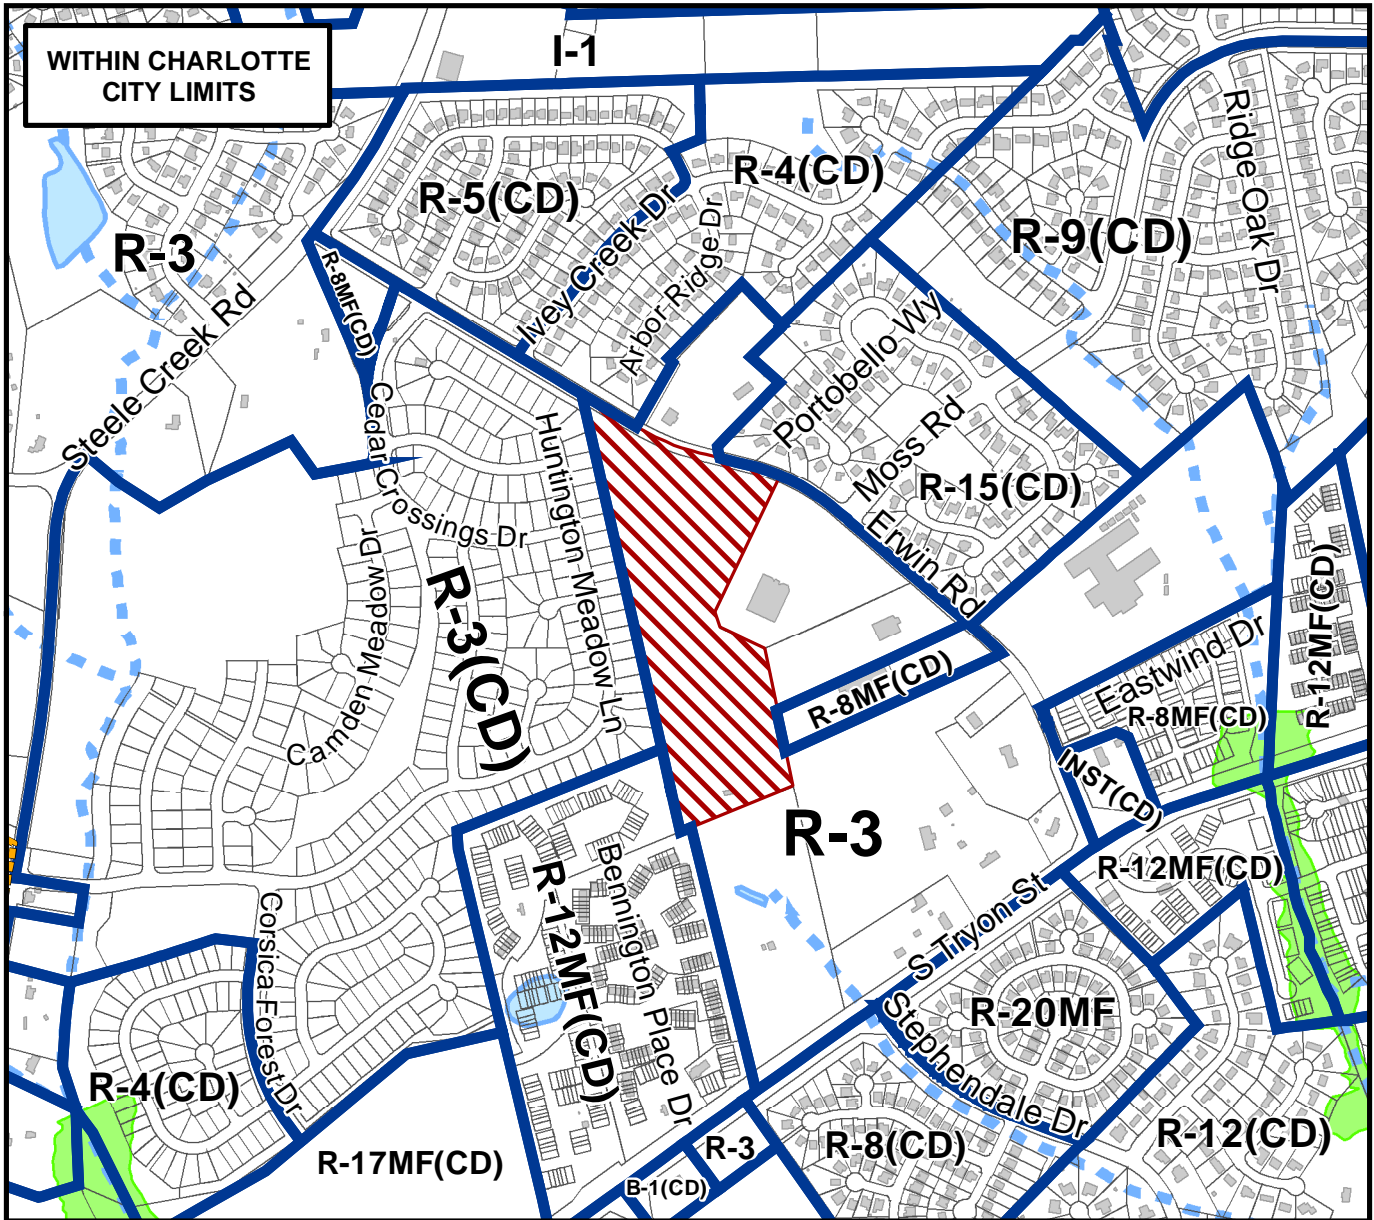 WITHIN CHARLOTTE
CITY LIMITS
I-1
R-5(CD)
R-4(CD)
R-9(CD)
Ridge Oak Dr
R-3
R-8MF(CD)
Ivey Creek Dr
Arbor Ridge Dr
Steele Creek Rd
Portobello Wy
Moss Rd
R-15(CD)
Erwin Rd
Cedar Crossings Dr
Huntington Meadow Ln
Camden Meadow Dr
R-3(CD)
R-12MF(CD)
Eastwind Dr
R-8MF(CD)
R-8MF(CD)
INST(CD)
R-3
R-12MF(CD)
R-12MF(CD)
Bennington Place Dr
Corsica Forest Dr
S Tryon St
R-20MF
Stephendale Dr
R-4(CD)
R-17MF(CD)
R-3
B-1(CD)
R-8(CD)
R-12(CD)